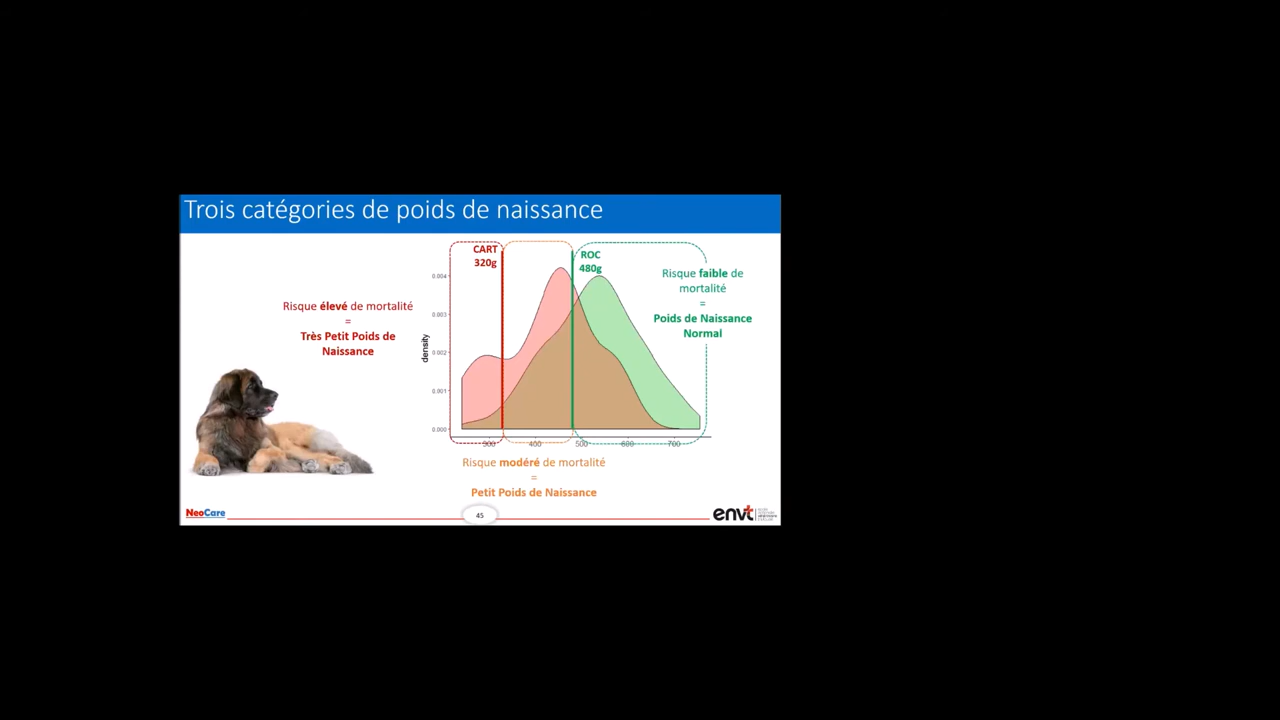 Trois catégories de poids de naissance
CART
320g
ROC
480g
Risque faible de
mortalité
=
Poids de Naissance
Normal
Risque élevé de mortalité
=
Très Petit Poids de
Naissance
density
0.004
0.003
0.002
0.001
0.000
300 400 500 600 700
Risque modéré de mortalité
=
Petit Poids de Naissance
NeoCare
45
envt